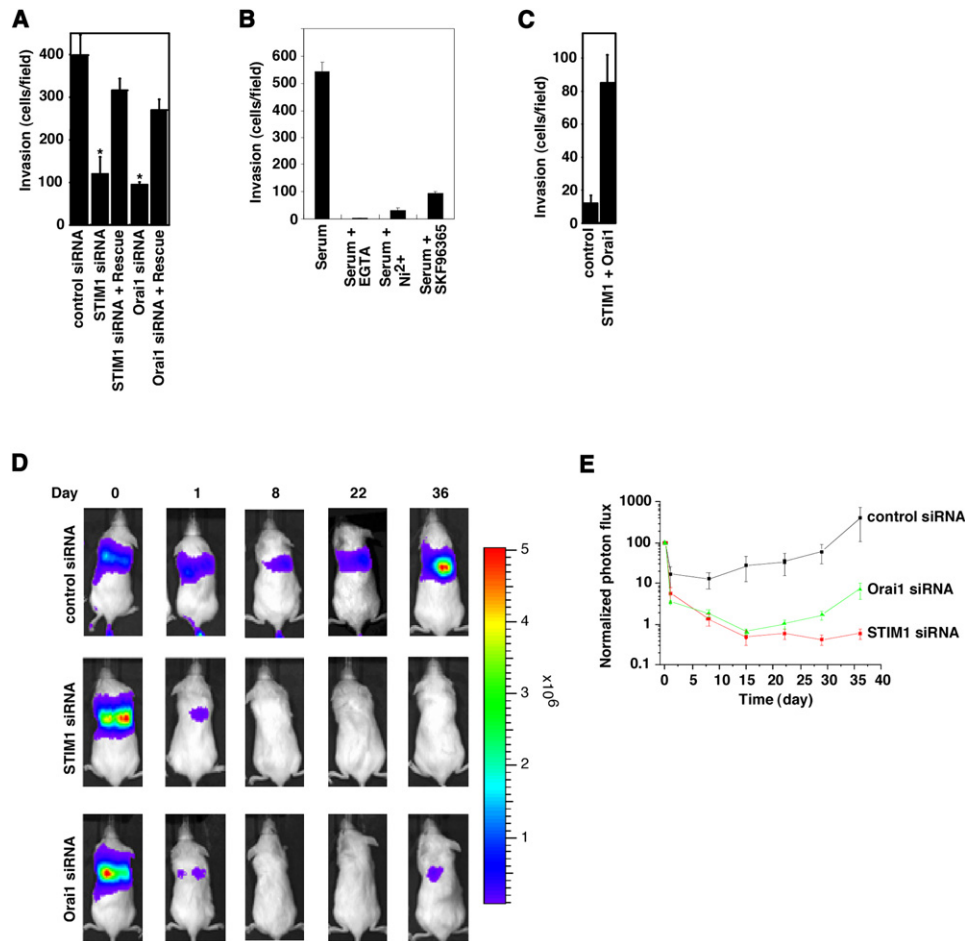 A
Invasion (cells/field)
400
300
200
100
0
*
*
control siRNA
STIM1 siRNA
STIM1 siRNA + Rescue
Orai1 siRNA
Orai1 siRNA + Rescue
B
Invasion (cells/field)
600
500
400
300
200
100
0
Serum
Serum +
EGTA
Serum +
Ni2+
Serum +
SKF96365
C
Invasion (cells/field)
100
80
60
40
20
0
control
STIM1 + Orai1
D
Day 0 1 8 22 36
control siRNA
STIM1 siRNA
Orai1 siRNA
5
4
3
2
1
x10^6
E
Normalized photon flux
1000
100
10
1
0.1
control siRNA
Orai1 siRNA
STIM1 siRNA
0 5 10 15 20 25 30 35 40
Time (day)